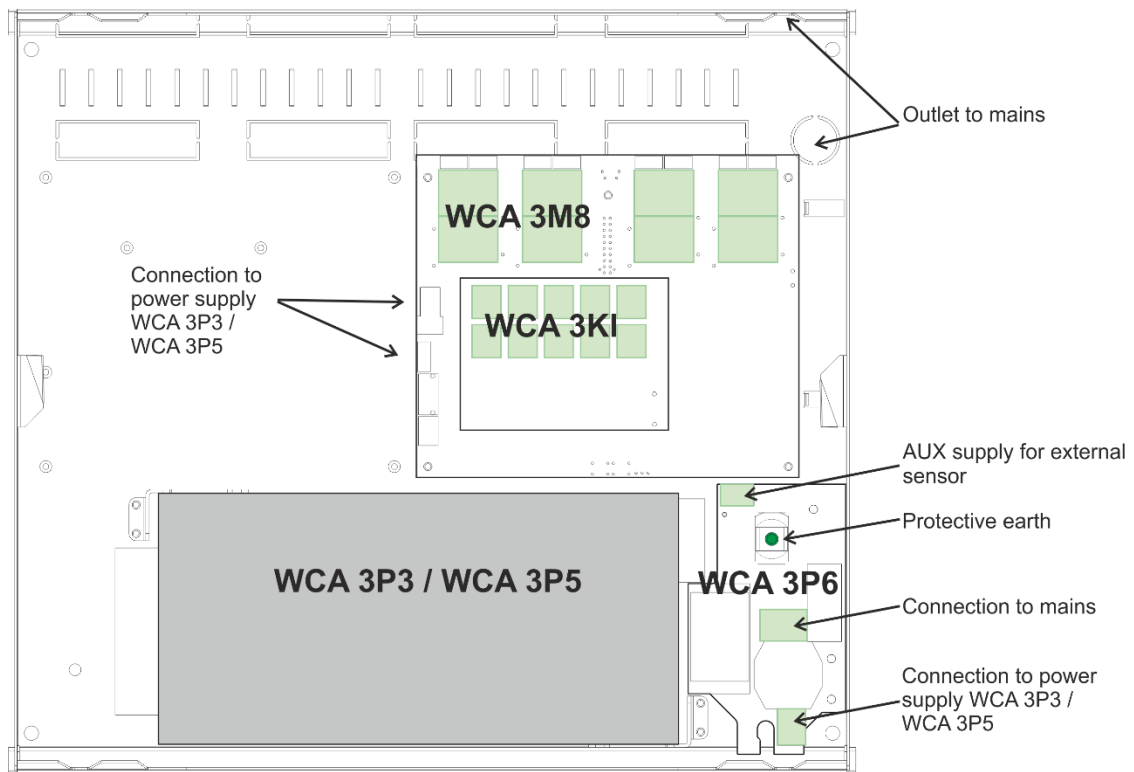 Outlet to mains
WCA 3M8
Connection to
power supply
WCA 3P3 /
WCA 3P5
WCA 3KI
AUX supply for external
sensor
Protective earth
WCA 3P3 / WCA 3P5
WCA 3P6
Connection to mains
Connection to power
supply WCA 3P3 /
WCA 3P5